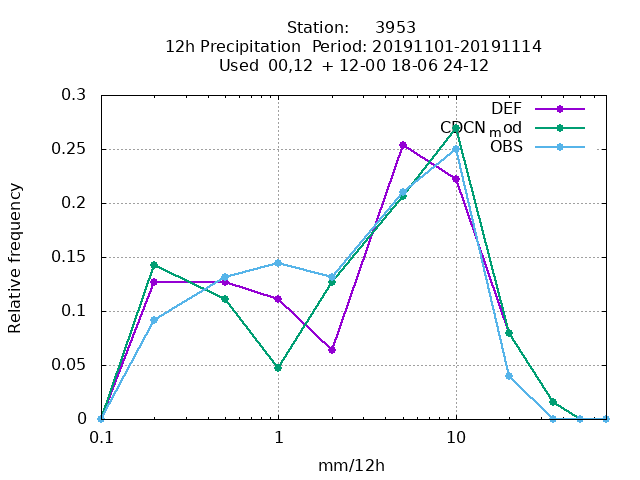 Station: 3953
12h Precipitation Period: 20191101-20191114
Used 00,12 + 12-00 18-06 24-12
0.3
0.25
0.2
0.15
0.1
0.05
0
0.1 1 10
Relative frequency
mm/12h
DEF
CDCN_mod
OBS